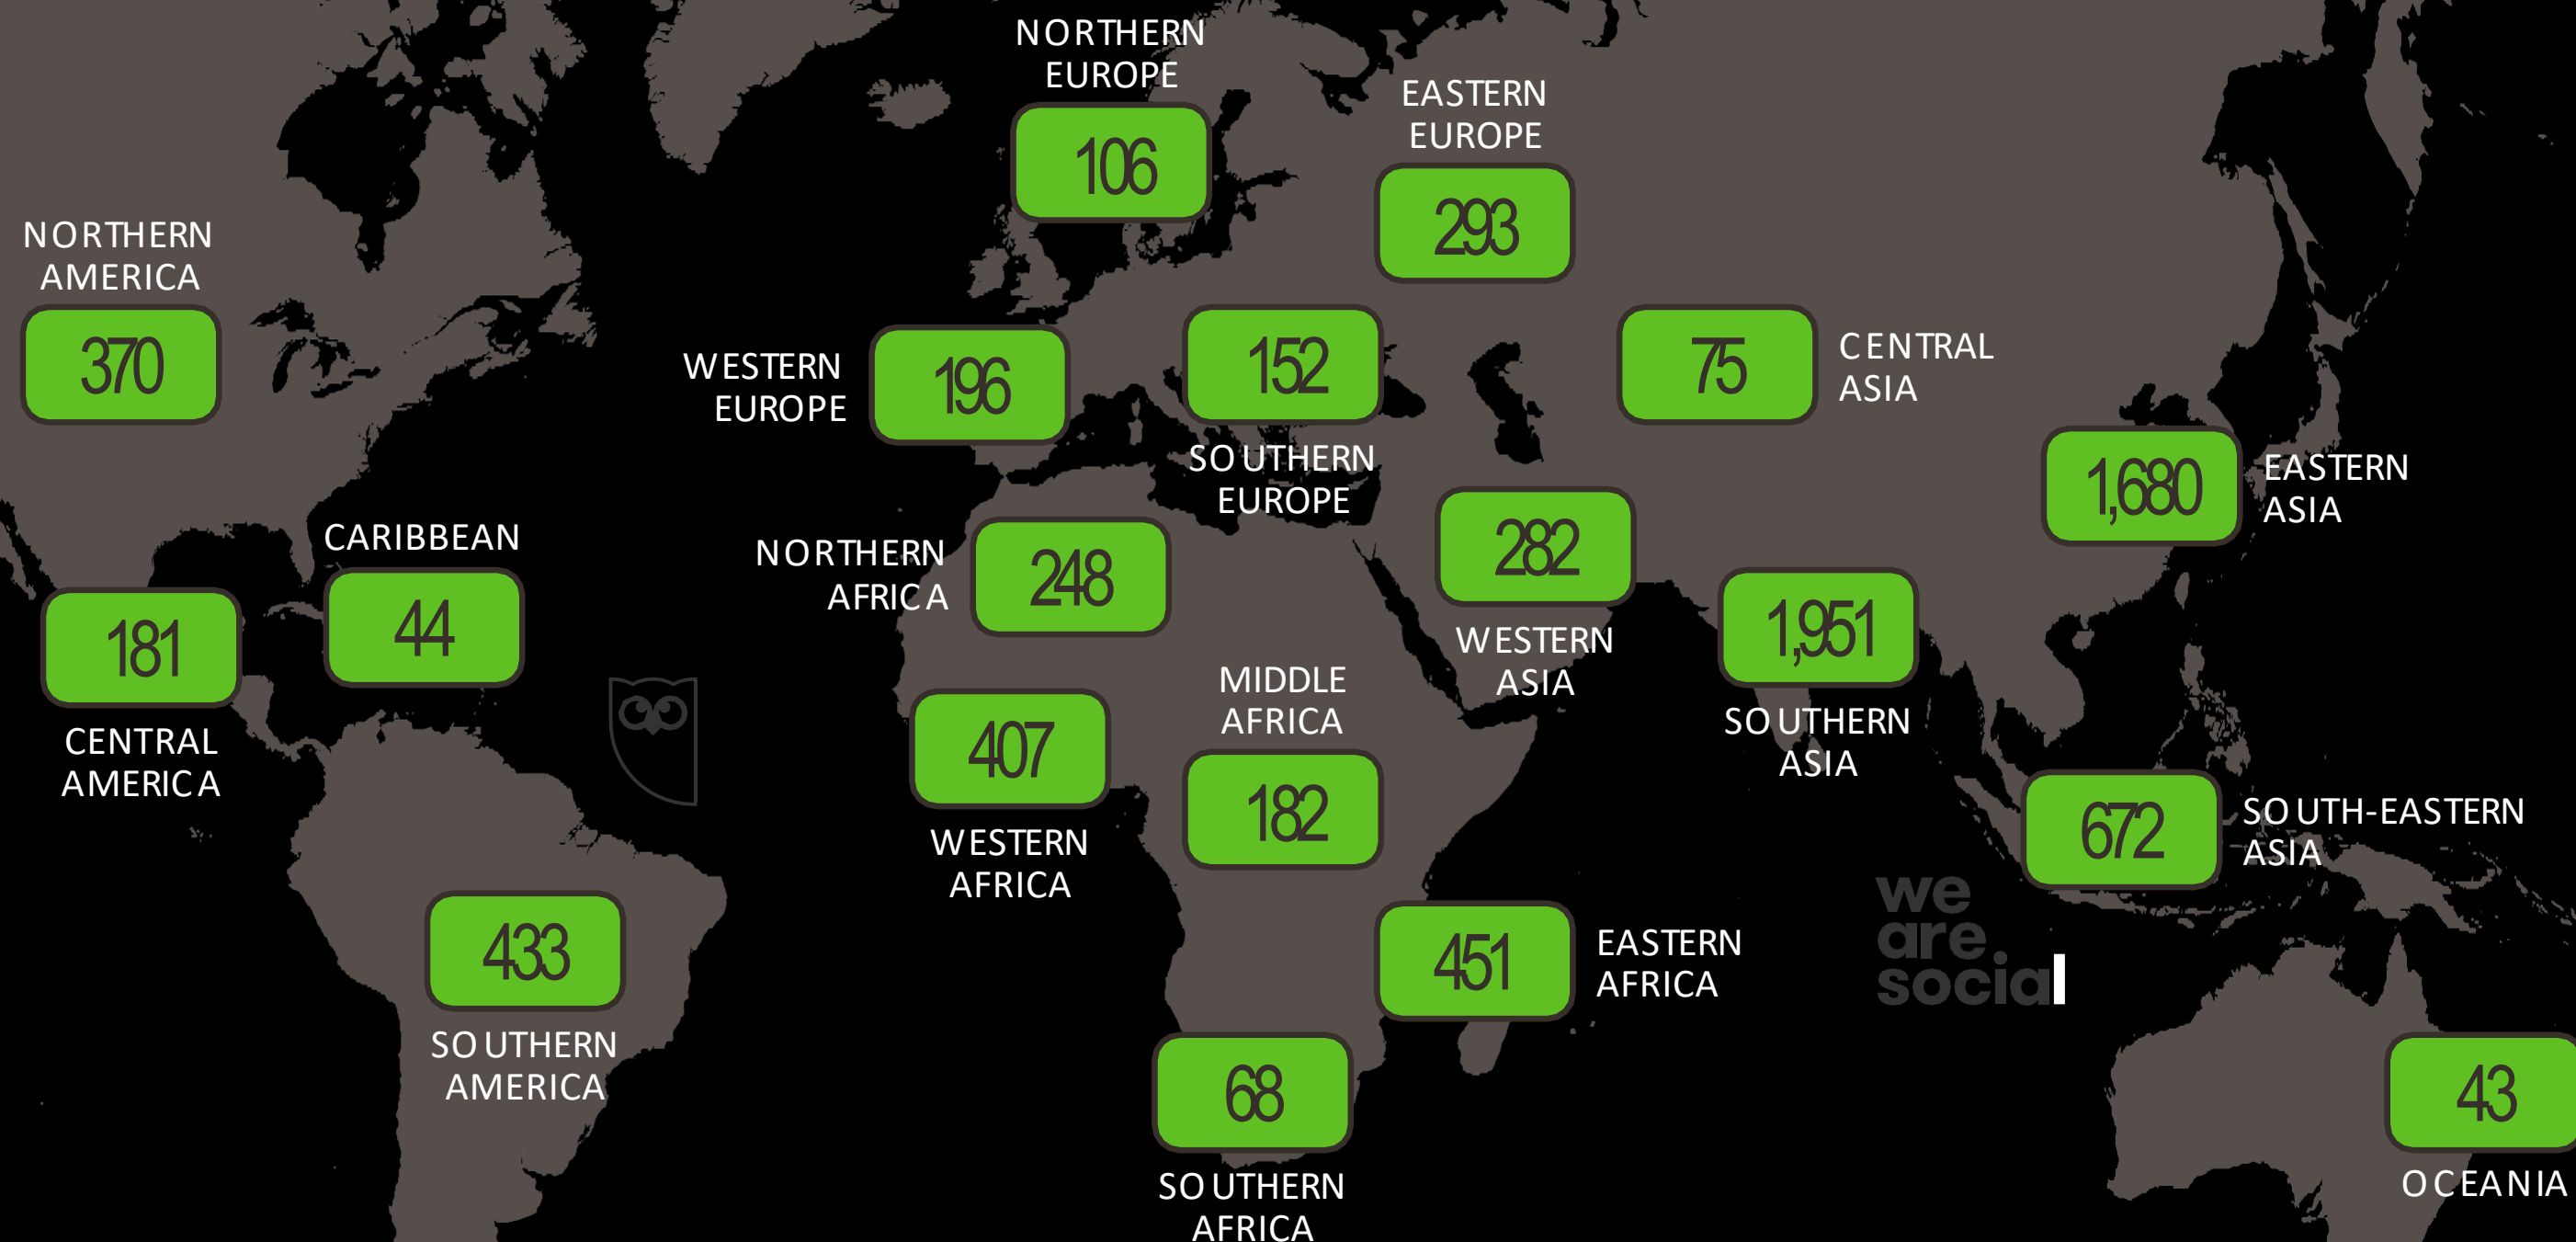 NORTHERN
EUROPE
106
EASTERN
EUROPE
293
NORTHERN
AMERICA
370
WESTERN
EUROPE
196
152
SOUTHERN
EUROPE
75
CENTRAL
ASIA
1,680
EASTERN
ASIA
CARIBBEAN
44
NORTHERN
AFRICA
248
282
WESTERN
ASIA
1,951
SOUTHERN
ASIA
181
CENTRAL
AMERICA
407
WESTERN
AFRICA
MIDDLE
AFRICA
182
672
SOUTH-EASTERN
ASIA
433
SOUTHERN
AMERICA
451
EASTERN
AFRICA
we
are
social
68
SOUTHERN
AFRICA
43
OCEANIA